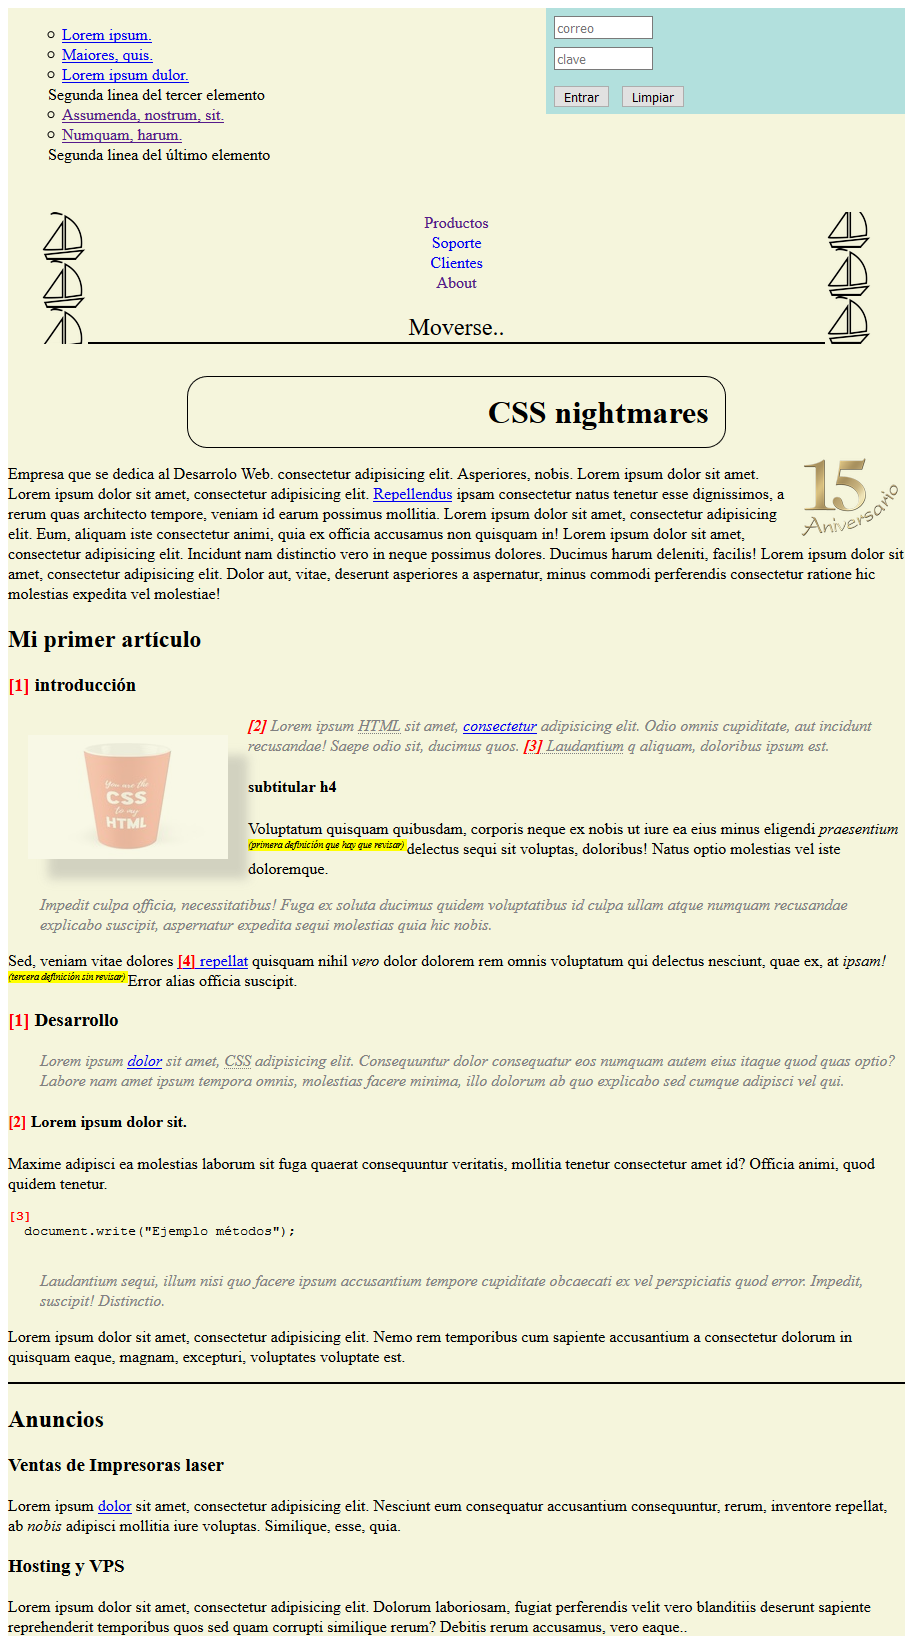 Lorem ipsum.
Maiores, quis.
Lorem ipsum dulor.
Segunda linea del tercer elemento
Assumenda, nostrum, sit.
Numquam, harum.
Segunda linea del último elemento
correo
clave
Entrar Limpiar
Productos
Soporte
Clientes
About
Moverse..
CSS nightmares
15
Aniversario
Empresa que se dedica al Desarrolo Web. consectetur adipisicing elit. Asperiores, nobis. Lorem ipsum dolor sit amet.
Lorem ipsum dolor sit amet, consectetur adipisicing elit. Repellendus ipsam consectetur natus tenetur esse dignissimos, a
rerum quas architecto tempore, veniam id earum possimus mollitia. Lorem ipsum dolor sit amet, consectetur adipisicing
elit. Eum, aliquam iste consectetur animi, quia ex officia accusamus non quisquam in! Lorem ipsum dolor sit amet,
consectetur adipisicing elit. Incidunt nam distinctio vero in neque possimus dolores. Ducimus harum deleniti, facilis! Lorem ipsum dolor sit
amet, consectetur adipisicing elit. Dolor aut, vitae, deserunt asperiores a aspernatur, minus commodi perferendis consectetur ratione hic
molestias expedita vel molestiae!
Mi primer artículo
[1] introducción
You are the
CSS
to my
HTML
[2] Lorem ipsum HTML sit amet, consectetur adipisicing elit. Odio omnis cupiditate, aut incidunt
recusandae! Saepe odio sit, ducimus quos. [3] Laudantium q aliquam, doloribus ipsum est.
subtitular h4
Voluptatum quisquam quibusdam, corporis neque ex nobis ut iure ea eius minus eligendi praesentium
(primera definición que hay que revisar) delectus sequi sit voluptas, doloribus! Natus optio molestias vel iste
doloremque.
Impedit culpa officia, necessitatibus! Fuga ex soluta ducimus quidem voluptatibus id culpa ullam atque numquam recusandae
explicabo suscipit, aspernatur expedita sequi molestias quia hic nobis.
Sed, veniam vitae dolores [4] repellat quisquam nihil vero dolor dolorem rem omnis voluptatum qui delectus nesciunt, quae ex, at ipsam!
(tercera definición sin revisar) Error alias officia suscipit.
[1] Desarrollo
Lorem ipsum dolor sit amet, CSS adipisicing elit. Consequuntur dolor consequatur eos numquam autem eius itaque quod quas optio?
Labore nam amet ipsum tempora omnis, molestias facere minima, illo dolorum ab quo explicabo sed cumque adipisci vel qui.
[2] Lorem ipsum dolor sit.
Maxime adipisci ea molestias laborum sit fuga quaerat consequuntur veritatis, mollitia tenetur consectetur amet id? Officia animi, quod
quidem tenetur.
[3]
document.write("Ejemplo métodos");
Laudantium sequi, illum nisi quo facere ipsum accusantium tempore cupiditate obcaecati ex vel perspiciatis quod error. Impedit,
suscipit! Distinctio.
Lorem ipsum dolor sit amet, consectetur adipisicing elit. Nemo rem temporibus cum sapiente accusantium a consectetur dolorum in
quisquam eaque, magnam, excepturi, voluptates voluptate est.
Anuncios
Ventas de Impresoras laser
Lorem ipsum dolor sit amet, consectetur adipisicing elit. Nesciunt eum consequatur accusantium consequuntur, rerum, inventore repellat,
ab nobis adipisci mollitia iure voluptas. Similique, esse, quia.
Hosting y VPS
Lorem ipsum dolor sit amet, consectetur adipisicing elit. Dolorum laboriosam, fugiat perferendis velit vero blanditiis deserunt sapiente
reprehenderit temporibus quos sed quam corrupti similique rerum? Debitis rerum accusamus, vero eaque..